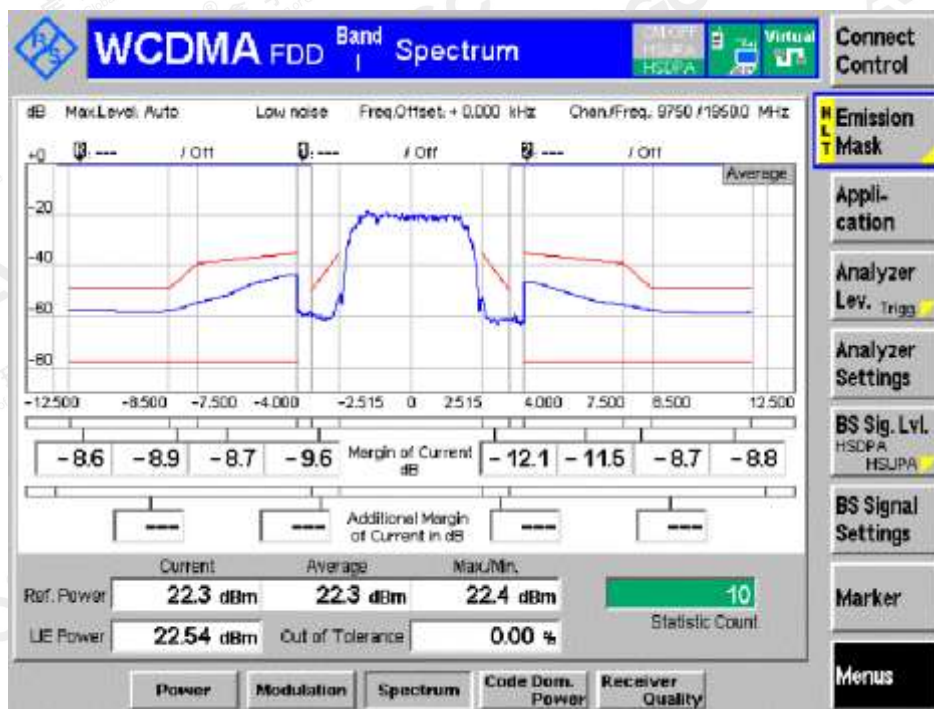 WCDMA FDD Band I Spectrum
HSDPA
Virtual
Connect Control
dB Max.Level: Auto Low noise Freq.Offset: + 0.000 kHz Chan./Freq.: 9750 /1950.0 MHz
--- / Off
1: --- / Off
2: --- / Off
Average
+0
-20
-40
-60
-80
-12.500 -8.500 -7.500 -4.000 -2.515 0 2.515 4.000 7.500 8.500 12.500
-8.6 -8.9 -8.7 -9.6 Margin of Current dB -12.1 -11.5 -8.7 -8.8
--- --- Additional Margin of Current in dB --- ---
Current Average Max./Min.
Ref. Power 22.3 dBm 22.3 dBm 22.4 dBm
10
Statistic Count
UE Power 22.54 dBm Out of Tolerance 0.00 %
Power Modulation Spectrum Code Dom. Power Receiver Quality
HLT
Emission Mask
Appli-
cation
Analyzer
Lev. Trigg.
Analyzer
Settings
BS Sig. Lvl.
HSDPA
HSUPA
BS Signal
Settings
Marker
Menus